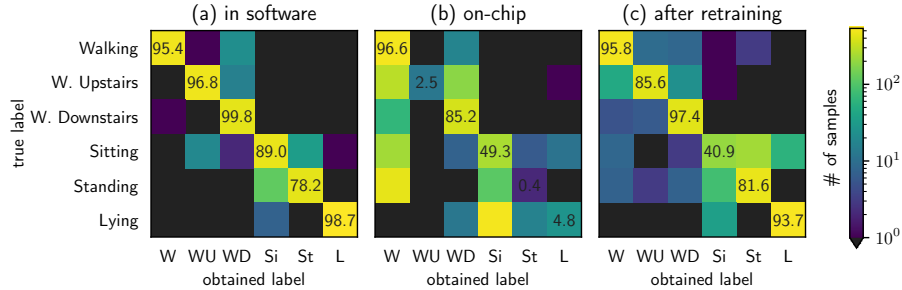 (a) in software (b) on-chip (c) after retraining
Walking 95.4 96.6 95.8
W. Upstairs 96.8 2.5 85.6
W. Downstairs 99.8 85.2 97.4
Sitting 89.0 49.3 40.9
Standing 78.2 0.4 81.6
Lying 98.7 4.8 93.7
true label
W WU WD Si St L W WU WD Si St L W WU WD Si St L
obtained label obtained label obtained label
10² 
10¹
10⁰
# of samples